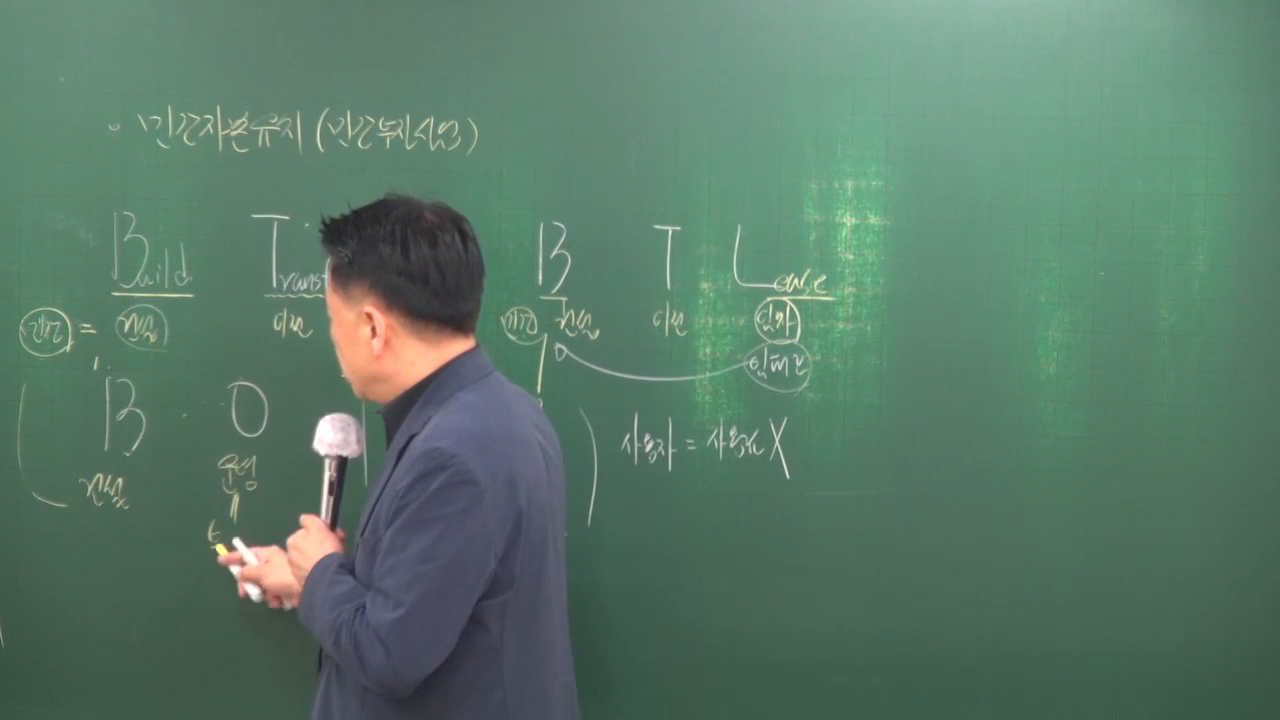 • 민간자본유치 (민간투자사업)
Build Transf B T Lease
민간 = 건설 이전 민간 건설 이전 임차
임대인
B O
사용자 = 사용료 X
건설 운영